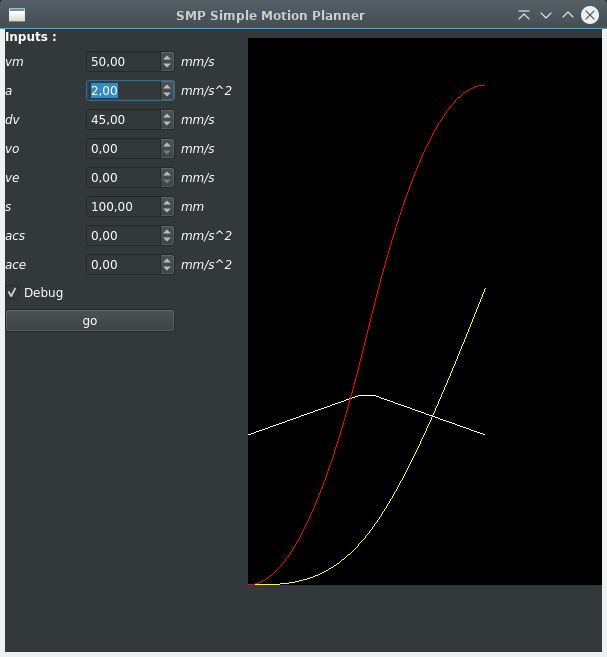 SMP Simple Motion Planner
Inputs :
vm 50,00 mm/s
a 2,00 mm/s^2
dv 45,00 mm/s
vo 0,00 mm/s
ve 0,00 mm/s
s 100,00 mm
acs 0,00 mm/s^2
ace 0,00 mm/s^2
Debug
go